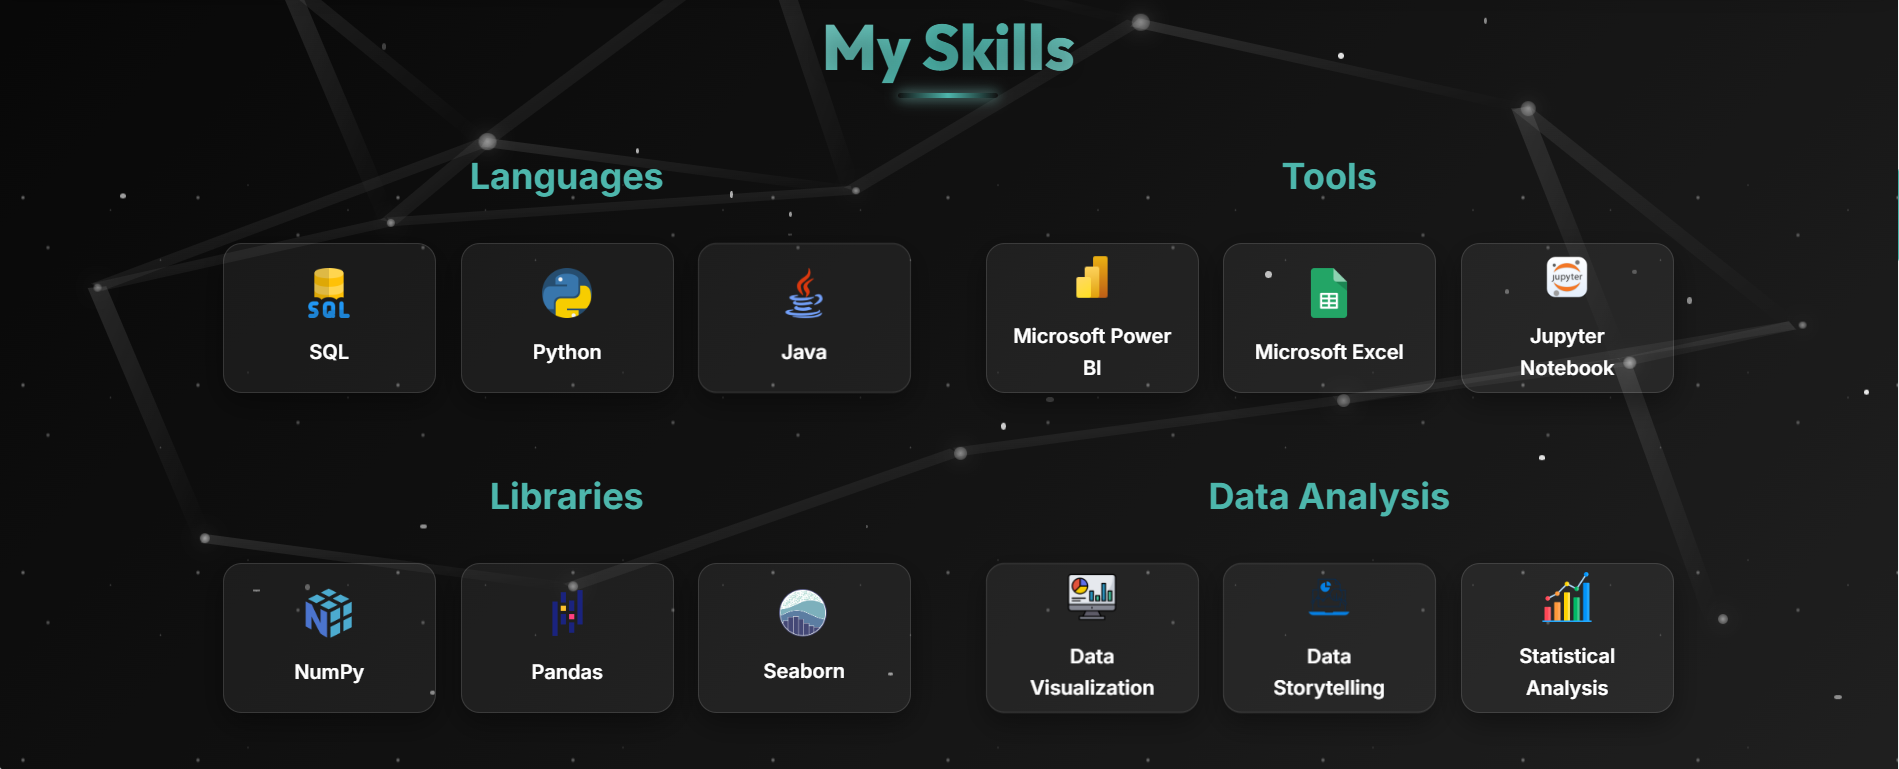 My Skills
Languages
SQL
SQL
Python
Java
Tools
Microsoft Power
BI
Microsoft Excel
jupyter
Jupyter
Notebook
Libraries
N
NumPy
Pandas
Seaborn
Data Analysis
Data
Visualization
Data
Storytelling
Statistical
Analysis